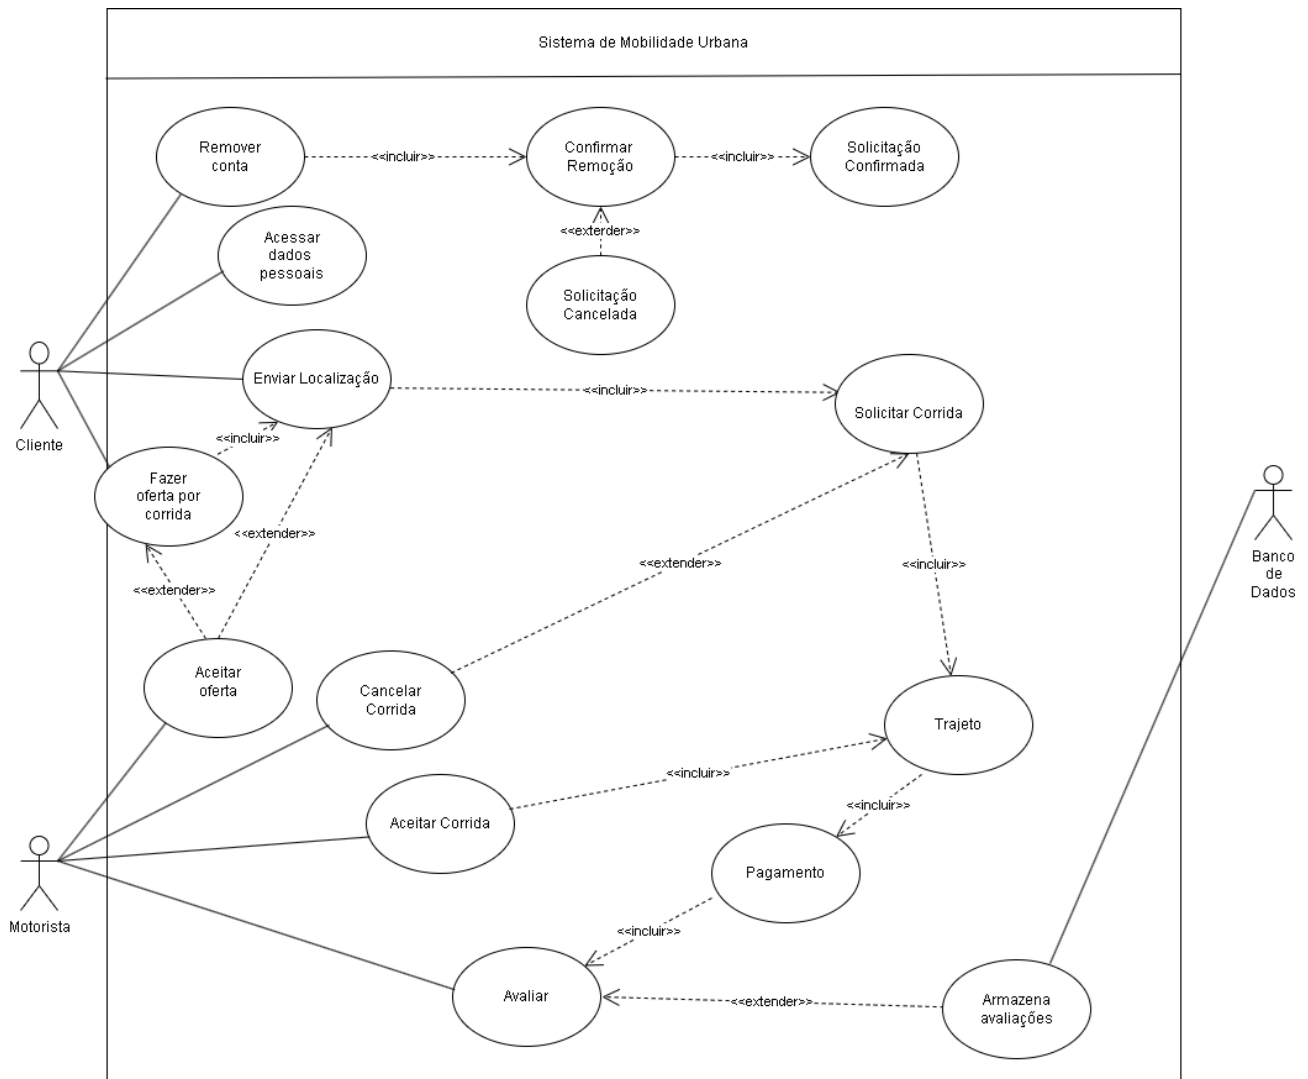 Sistema de Mobilidade Urbana
Remover
conta
<<incluir>>
Confirmar
Remoção
<<incluir>>
Solicitação
Confirmada
Acessar
dados
pessoais
<<exterder>>
Solicitação
Cancelada
Cliente
Enviar Localização
<<incluir>>
Solicitar Corrida
<<incluir>>
Fazer
oferta por
corrida
<<extender>>
<<extender>>
<<extender>>
<<incluir>>
Banco
de
Dados
Aceitar
oferta
Cancelar
Corrida
Trajeto
<<incluir>>
<<incluir>>
Aceitar Corrida
Motorista
Pagamento
<<incluir>>
Avaliar
<<extender>>
Armazena
avaliações